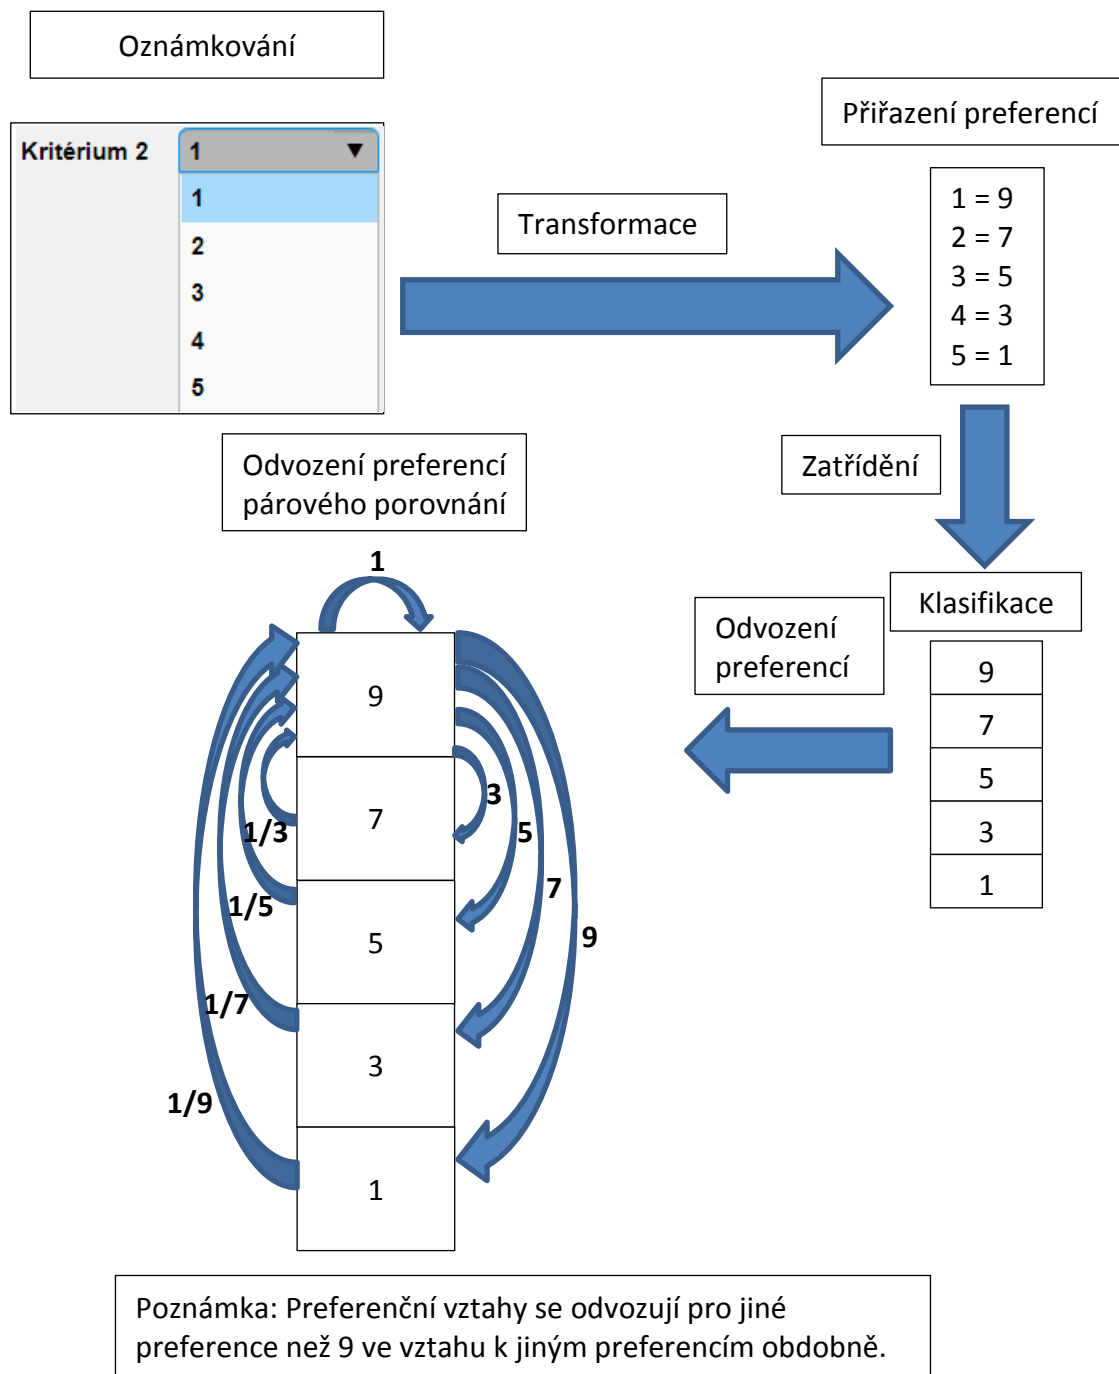 Oznámkování
Kritérium 2
1
1
2
3
4
5
Transformace
Přiřazení preferencí
1 = 9
2 = 7
3 = 5
4 = 3
5 = 1
Zatřídění
Klasifikace
9
7
5
3
1
Odvození
preferencí
Odvození preferencí
párového porovnání
1
9
7
5
3
1
3
5
7
9
1/3
1/5
1/7
1/9
Poznámka: Preferenční vztahy se odvozují pro jiné
preference než 9 ve vztahu k jiným preferencím obdobně.